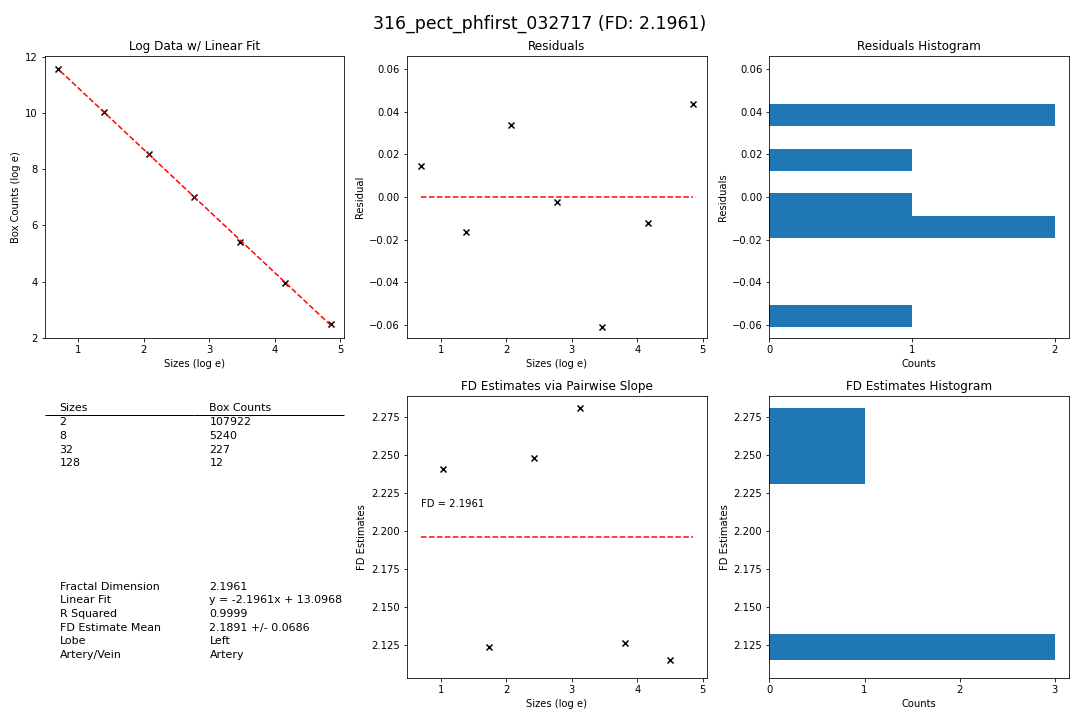 316_pect_phfirst_032717 (FD: 2.1961)
Log Data w/ Linear Fit
12
10
8
6
4
2
Box Counts (log e)
1 2 3 4 5
Sizes (log e)
Residuals
0.06
0.04
0.02
0.00
−0.02
−0.04
−0.06
Residual
1 2 3 4 5
Sizes (log e)
Residuals Histogram
0.06
0.04
0.02
0.00
−0.02
−0.04
−0.06
Residuals
0 1 2
Counts
Sizes Box Counts
2 107922
8 5240
32 227
128 12
Fractal Dimension 2.1961
Linear Fit y = -2.1961x + 13.0968
R Squared 0.9999
FD Estimate Mean 2.1891 +/- 0.0686
Lobe Left
Artery/Vein Artery
FD Estimates via Pairwise Slope
2.275
2.250
2.225
2.200
2.175
2.150
2.125
FD Estimates
FD = 2.1961
1 2 3 4 5
Sizes (log e)
FD Estimates Histogram
2.275
2.250
2.225
2.200
2.175
2.150
2.125
FD Estimates
0 1 2 3
Counts